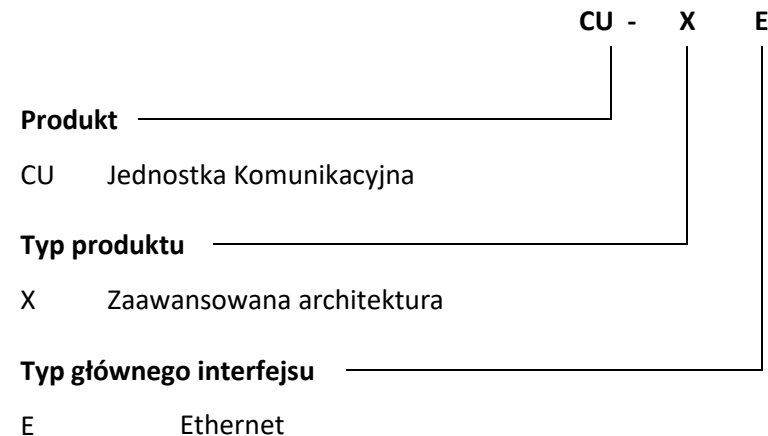 CU - X E
Produkt
CU Jednostka Komunikacyjna
Typ produktu
X Zaawansowana architektura
Typ głównego interfejsu
E Ethernet